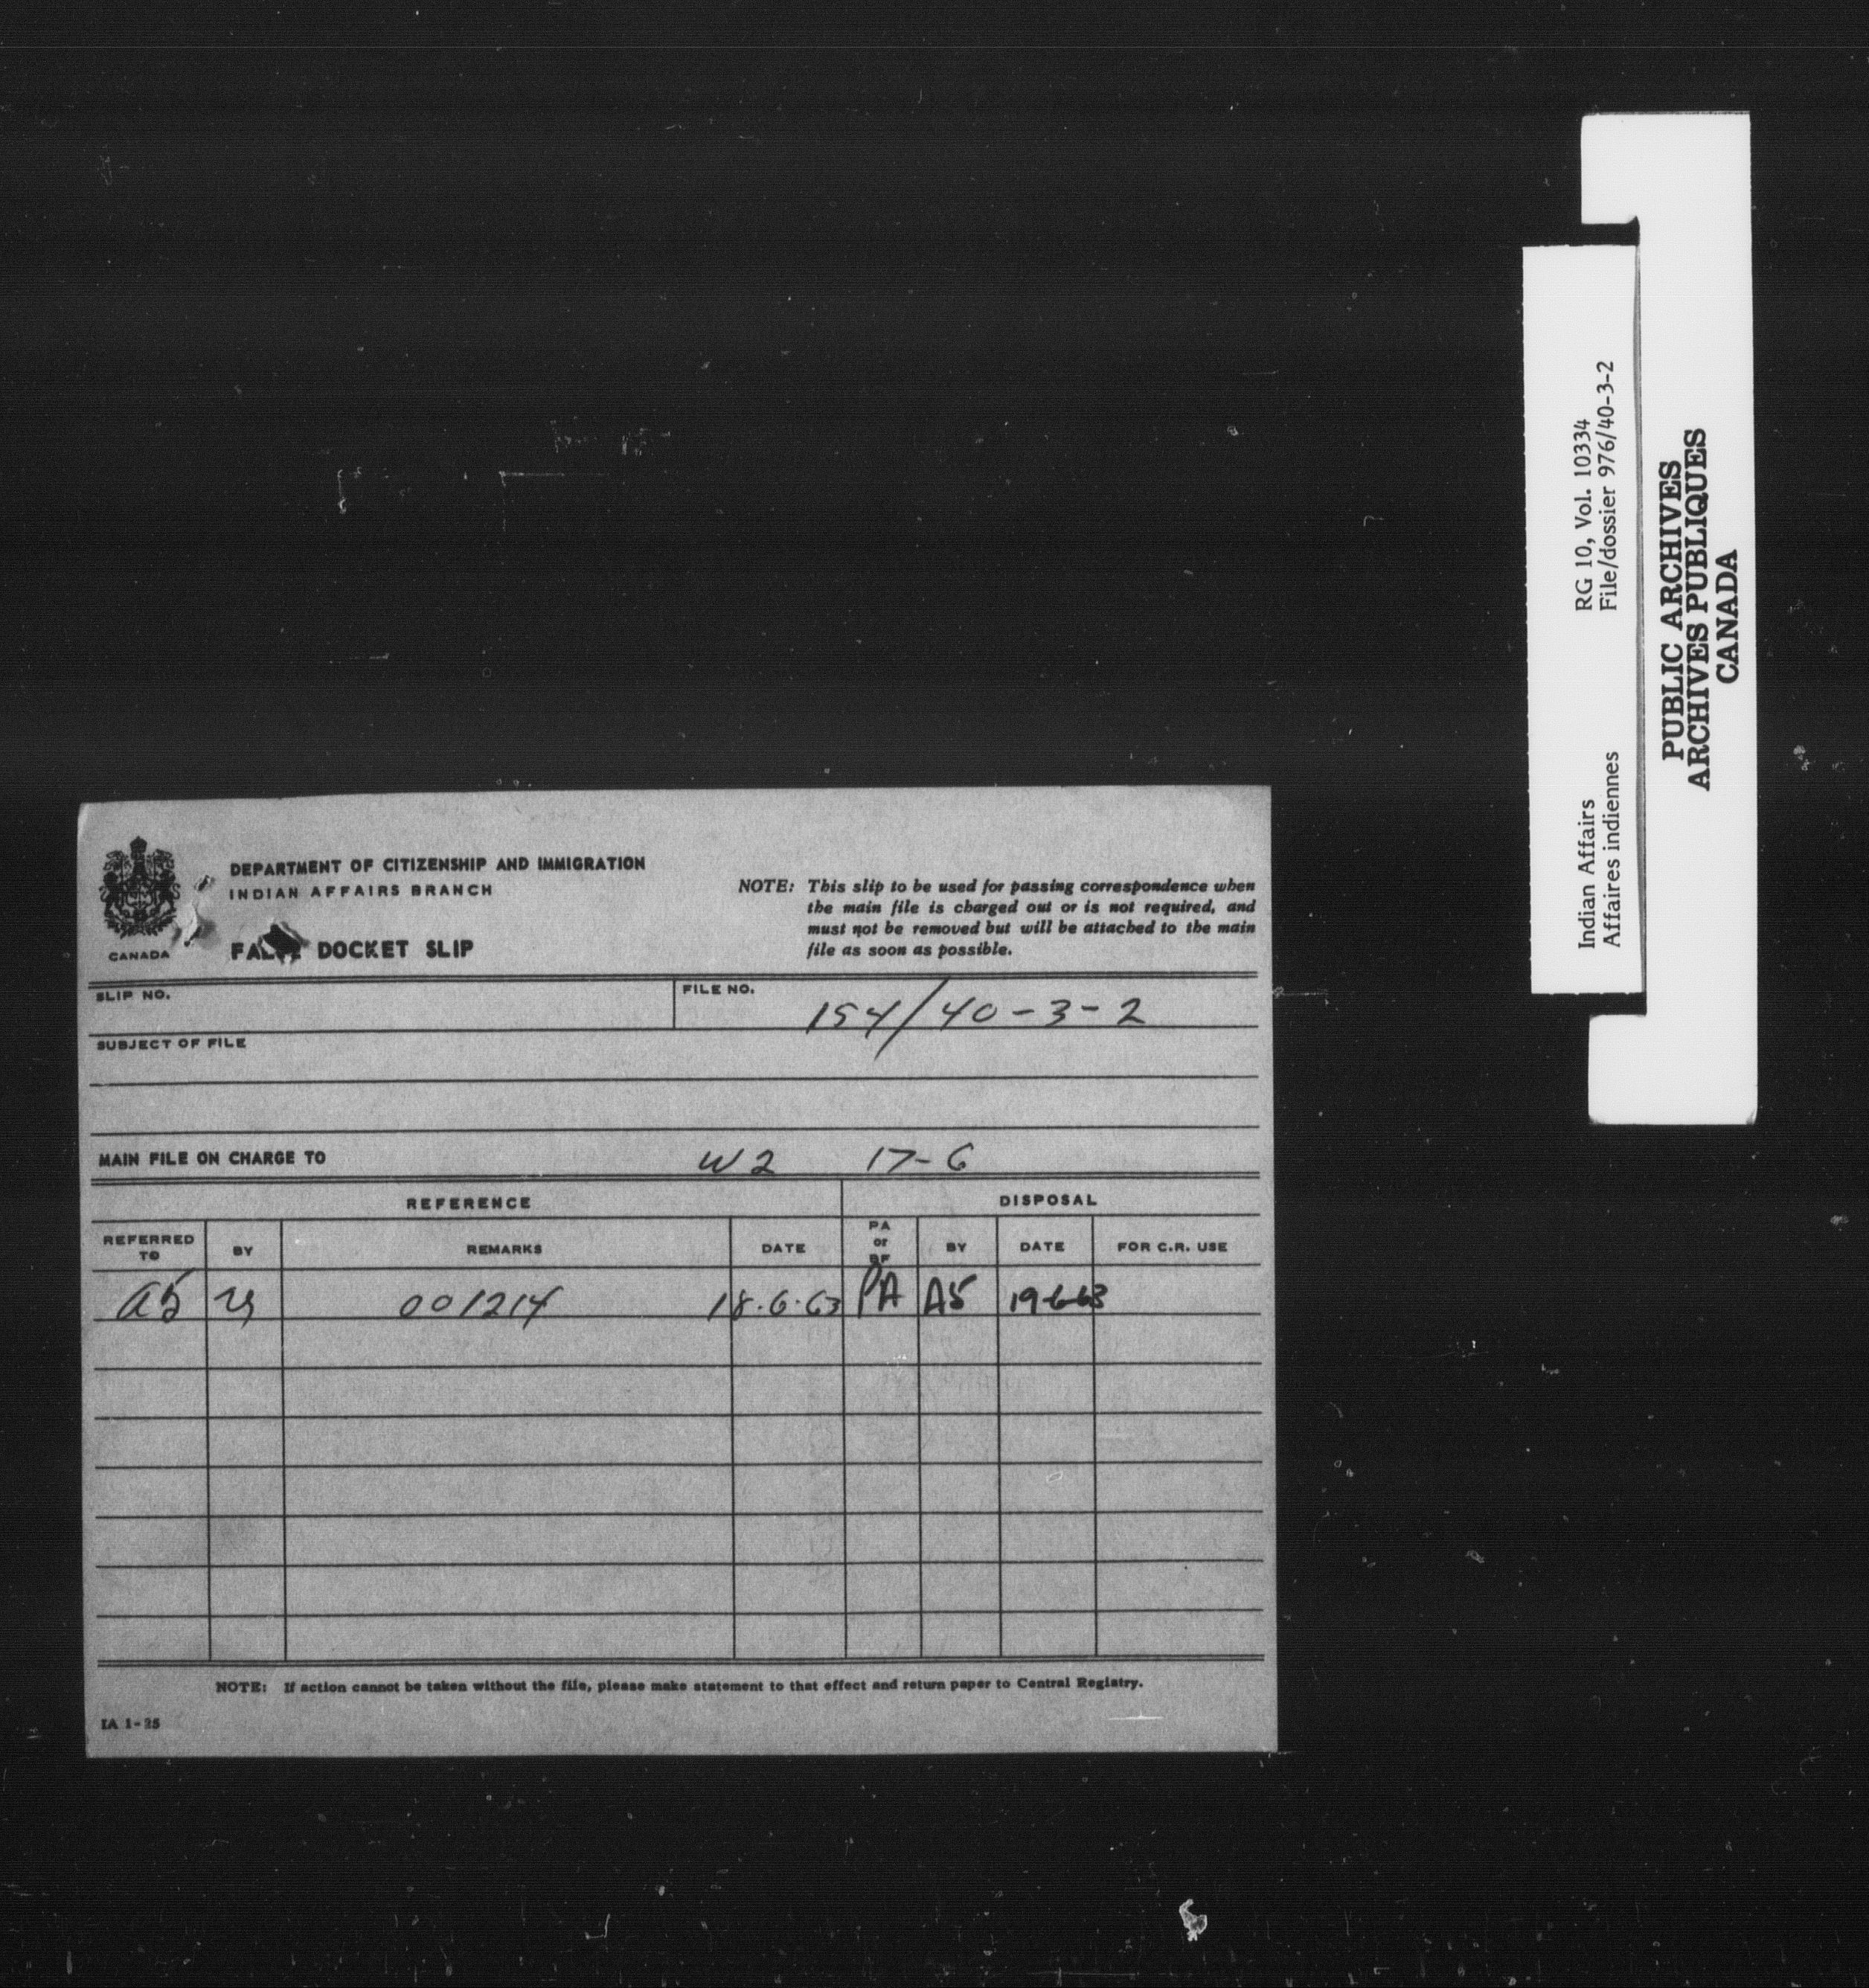 DEPARTMENT OF CITIZENSHIP AND IMMIGRATION
INDIAN AFFAIRS BRANCH
CANADA
DOCKET SLIP
NOTE: This slip to be used for passing correspondence when
the main file is charged out or is not required, and
must not be removed but will be attached to the main
file as soon as possible.
SLIP NO.
FILE NO. 154/40-3-2
SUBJECT OF FILE
MAIN FILE ON CHARGE TO W2 17-6
REFERENCE DISPOSAL
REFERRED TO BY REMARKS DATE PA or BF BY DATE FOR C.R. USE
A5 001214 18.6.63 PA A5 19-6-63
NOTE: If action cannot be taken without the file, please make statement to that effect and return paper to Central Registry.
IA 1-25
Indian Affairs RG 10, Vol. 10334
Affaires indiennes File/dossier 976/40-3-2
PUBLIC ARCHIVES
ARCHIVES PUBLIQUES
CANADA